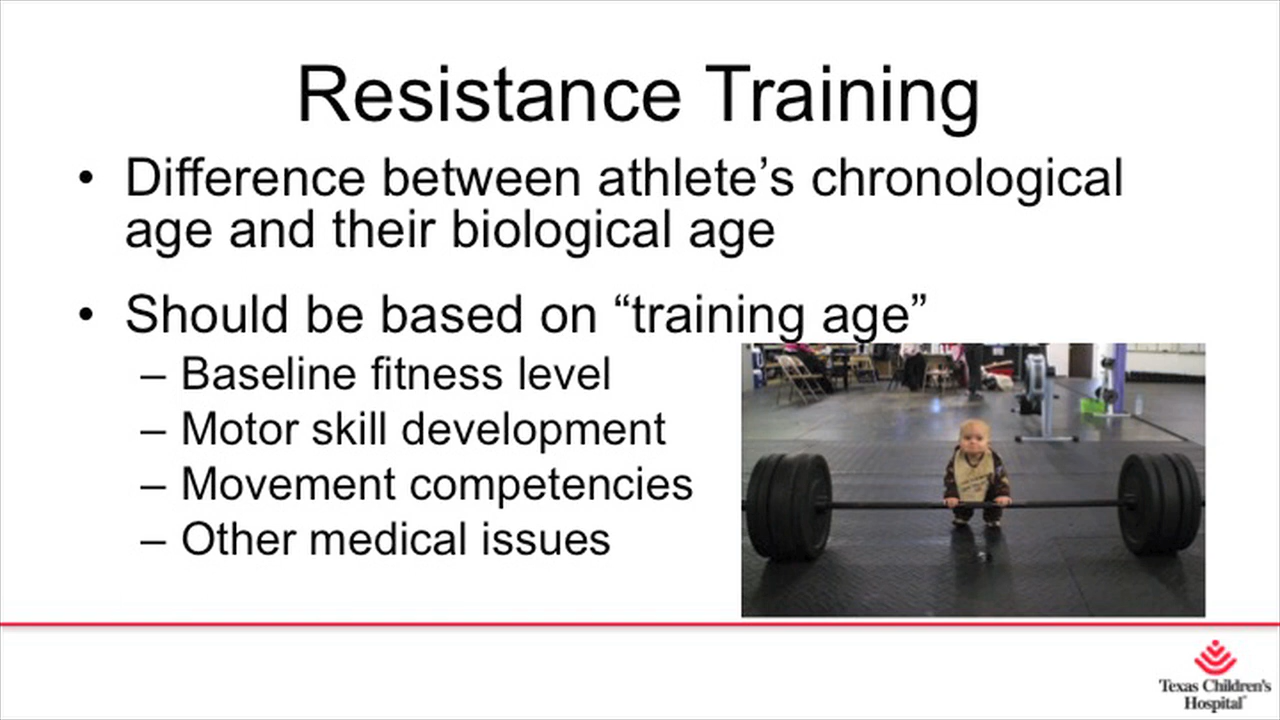 Resistance Training
• Difference between athlete’s chronological
age and their biological age
• Should be based on “training age”
– Baseline fitness level
– Motor skill development
– Movement competencies
– Other medical issues
Texas Children's
Hospital